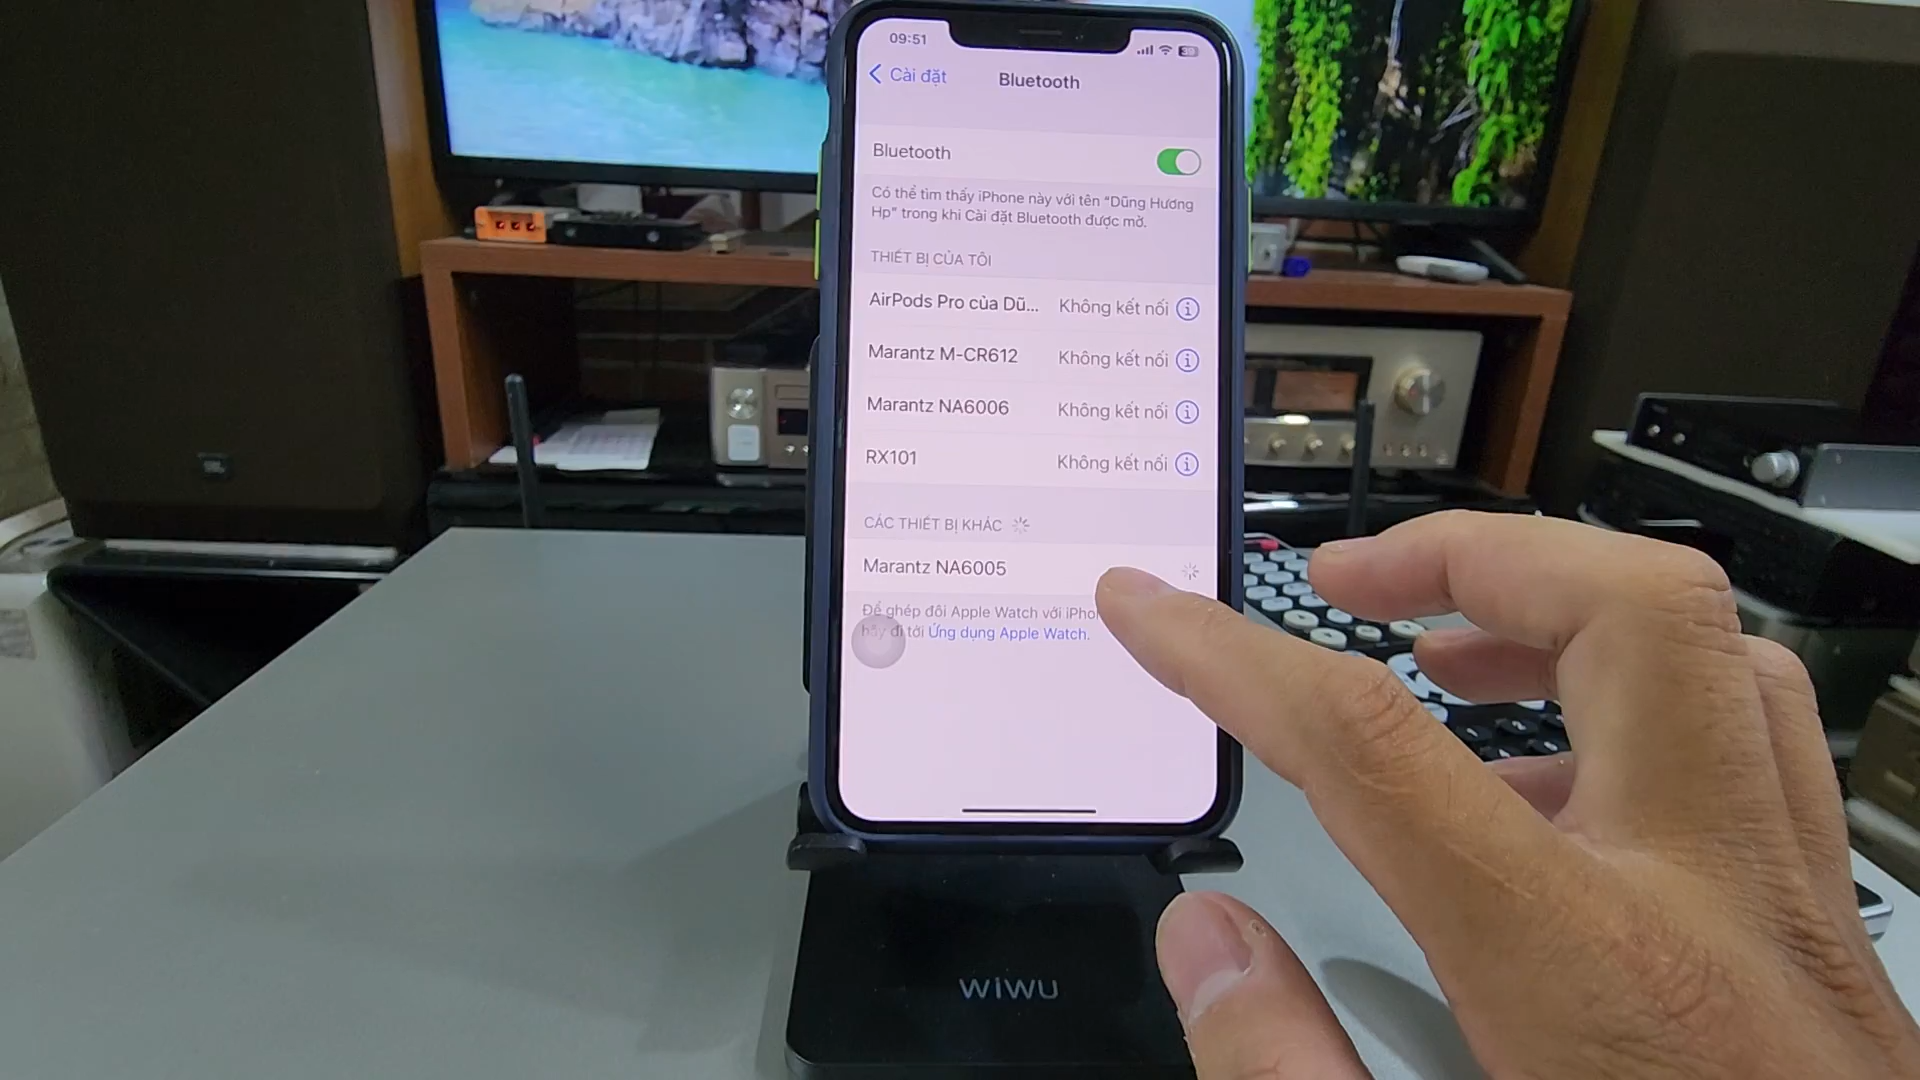 09:51
39
Cài đặt
Bluetooth
Bluetooth
Có thể tìm thấy iPhone này với tên "Dũng Hương
Hp" trong khi Cài đặt Bluetooth được mở.
THIẾT BỊ CỦA TÔI
AirPods Pro của Dũ... Không kết nối
Marantz M-CR612 Không kết nối
Marantz NA6006 Không kết nối
RX101 Không kết nối
CÁC THIẾT BỊ KHÁC
Marantz NA6005
Để ghép đôi Apple Watch với iPho
hãy đi tới Ứng dụng Apple Watch.
WiWU
JBL